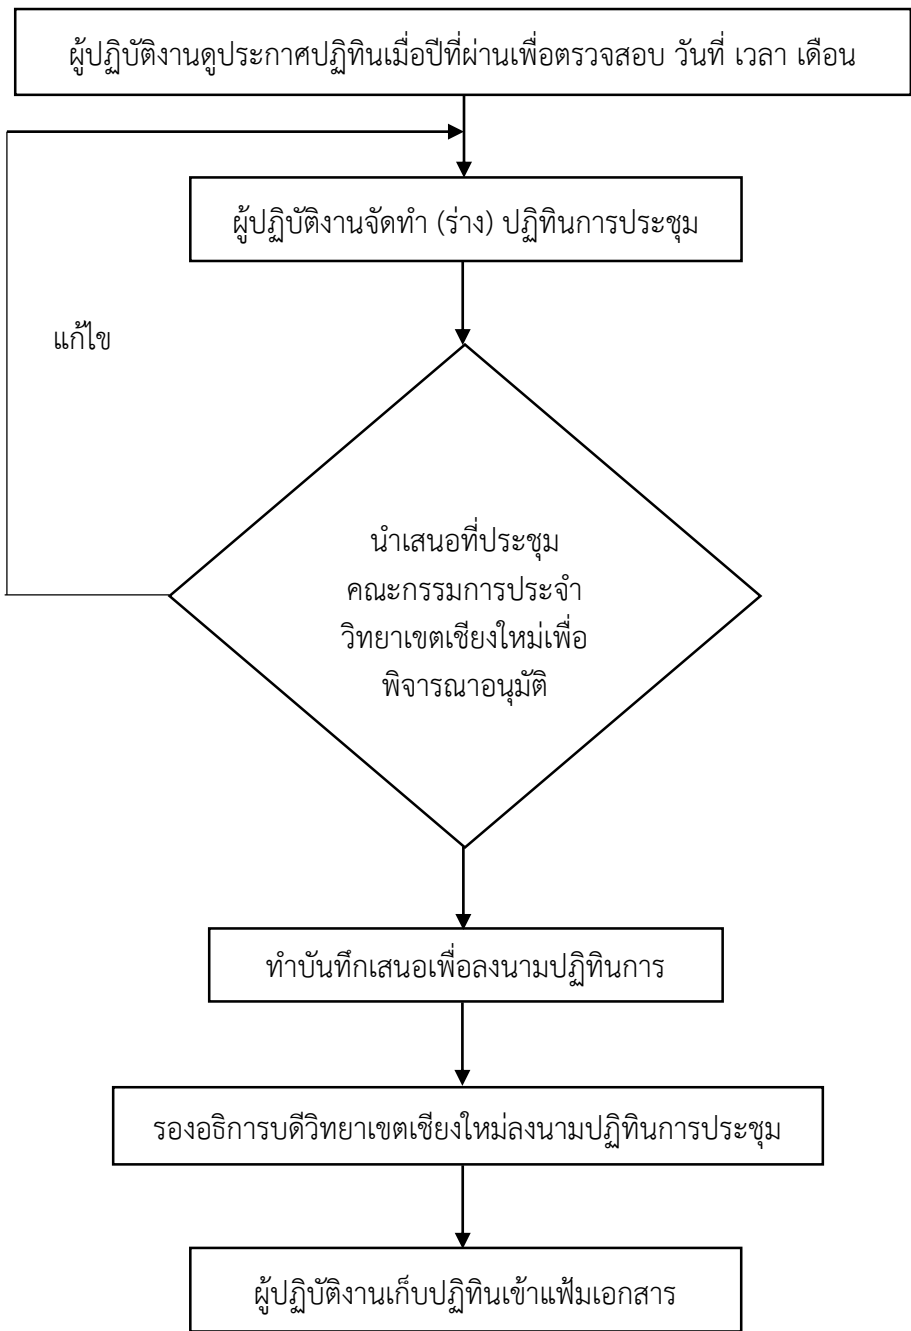 ผู้ปฏิบัติงานดูประกาศปฏิทินเมื่อปีที่ผ่านเพื่อตรวจสอบ วันที่ เวลา เดือน
ผู้ปฏิบัติงานจัดทำ (ร่าง) ปฏิทินการประชุม
แก้ไข
นำเสนอที่ประชุม
คณะกรรมการประจำ
วิทยาเขตเชียงใหม่เพื่อ
พิจารณาอนุมัติ
ทำบันทึกเสนอเพื่อลงนามปฏิทินการ
รองอธิการบดีวิทยาเขตเชียงใหม่ลงนามปฏิทินการประชุม
ผู้ปฏิบัติงานเก็บปฏิทินเข้าแฟ้มเอกสาร